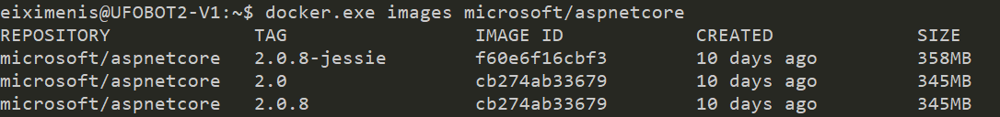 eiximenis@UFOBOT2-V1:~$ docker.exe images microsoft/aspnetcore
REPOSITORY TAG IMAGE ID CREATED SIZE
microsoft/aspnetcore 2.0.8-jessie f60e6f16cbf3 10 days ago 358MB
microsoft/aspnetcore 2.0 cb274ab33679 10 days ago 345MB
microsoft/aspnetcore 2.0.8 cb274ab33679 10 days ago 345MB